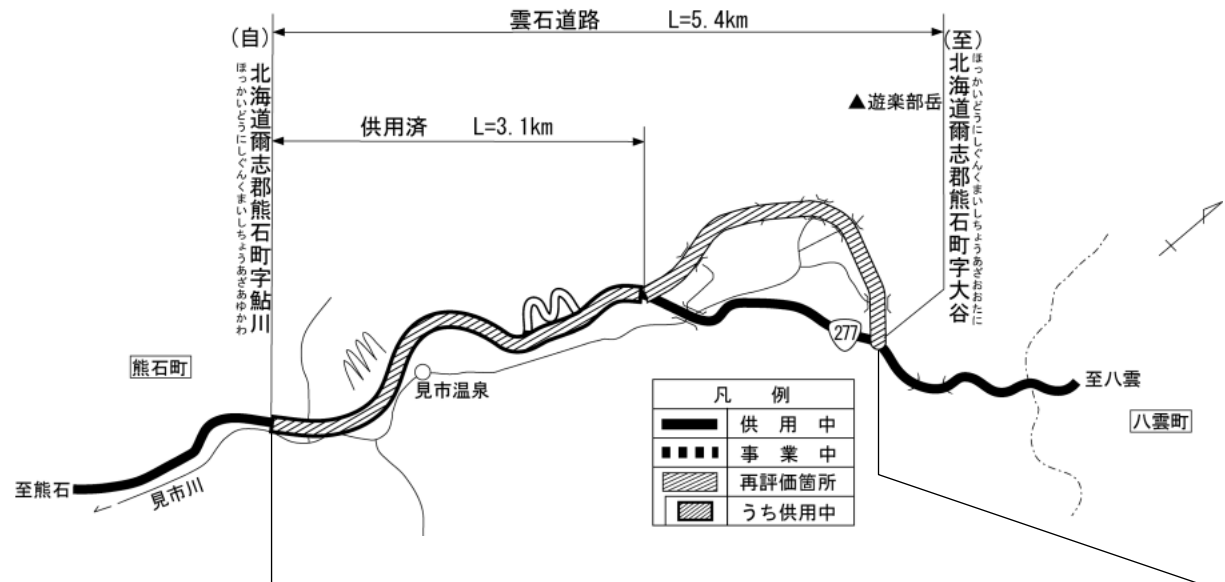 雲石道路 L=5.4km
(自)
北海道爾志郡熊石町字鮎川
ほっかいどうにしぐんくまいしちょうあざあゆかわ
(至)
北海道爾志郡熊石町字大谷
ほっかいどうにしぐんくまいしちょうあざおおたに
▲遊楽部岳
供用済 L=3.1km
277
熊石町
見市温泉
至八雲
八雲町
至熊石
見市川
凡 例
供 用 中
事 業 中
再評価箇所
うち供用中